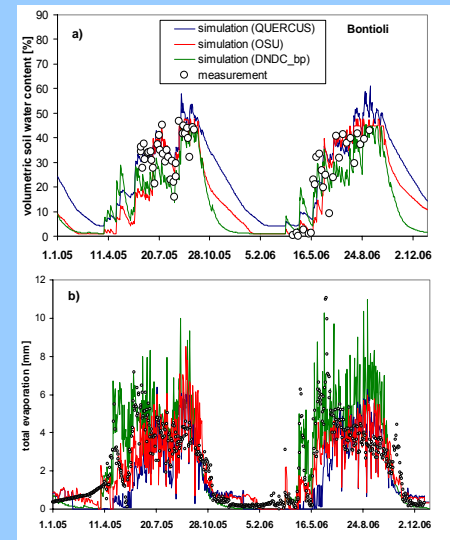 a)
simulation (QUERCUS)
simulation (OSU)
simulation (DNDC_bp)
measurement
Bontioli
volumetric soil water content [%]
90
80
70
60
50
40
30
20
10
0
1.1.05 11.4.05 20.7.05 28.10.05 5.2.06 16.5.06 24.8.06 2.12.06
b)
total evaporation [mm]
12
10
8
6
4
2
0
1.1.05 11.4.05 20.7.05 28.10.05 5.2.06 16.5.06 24.8.06 2.12.06